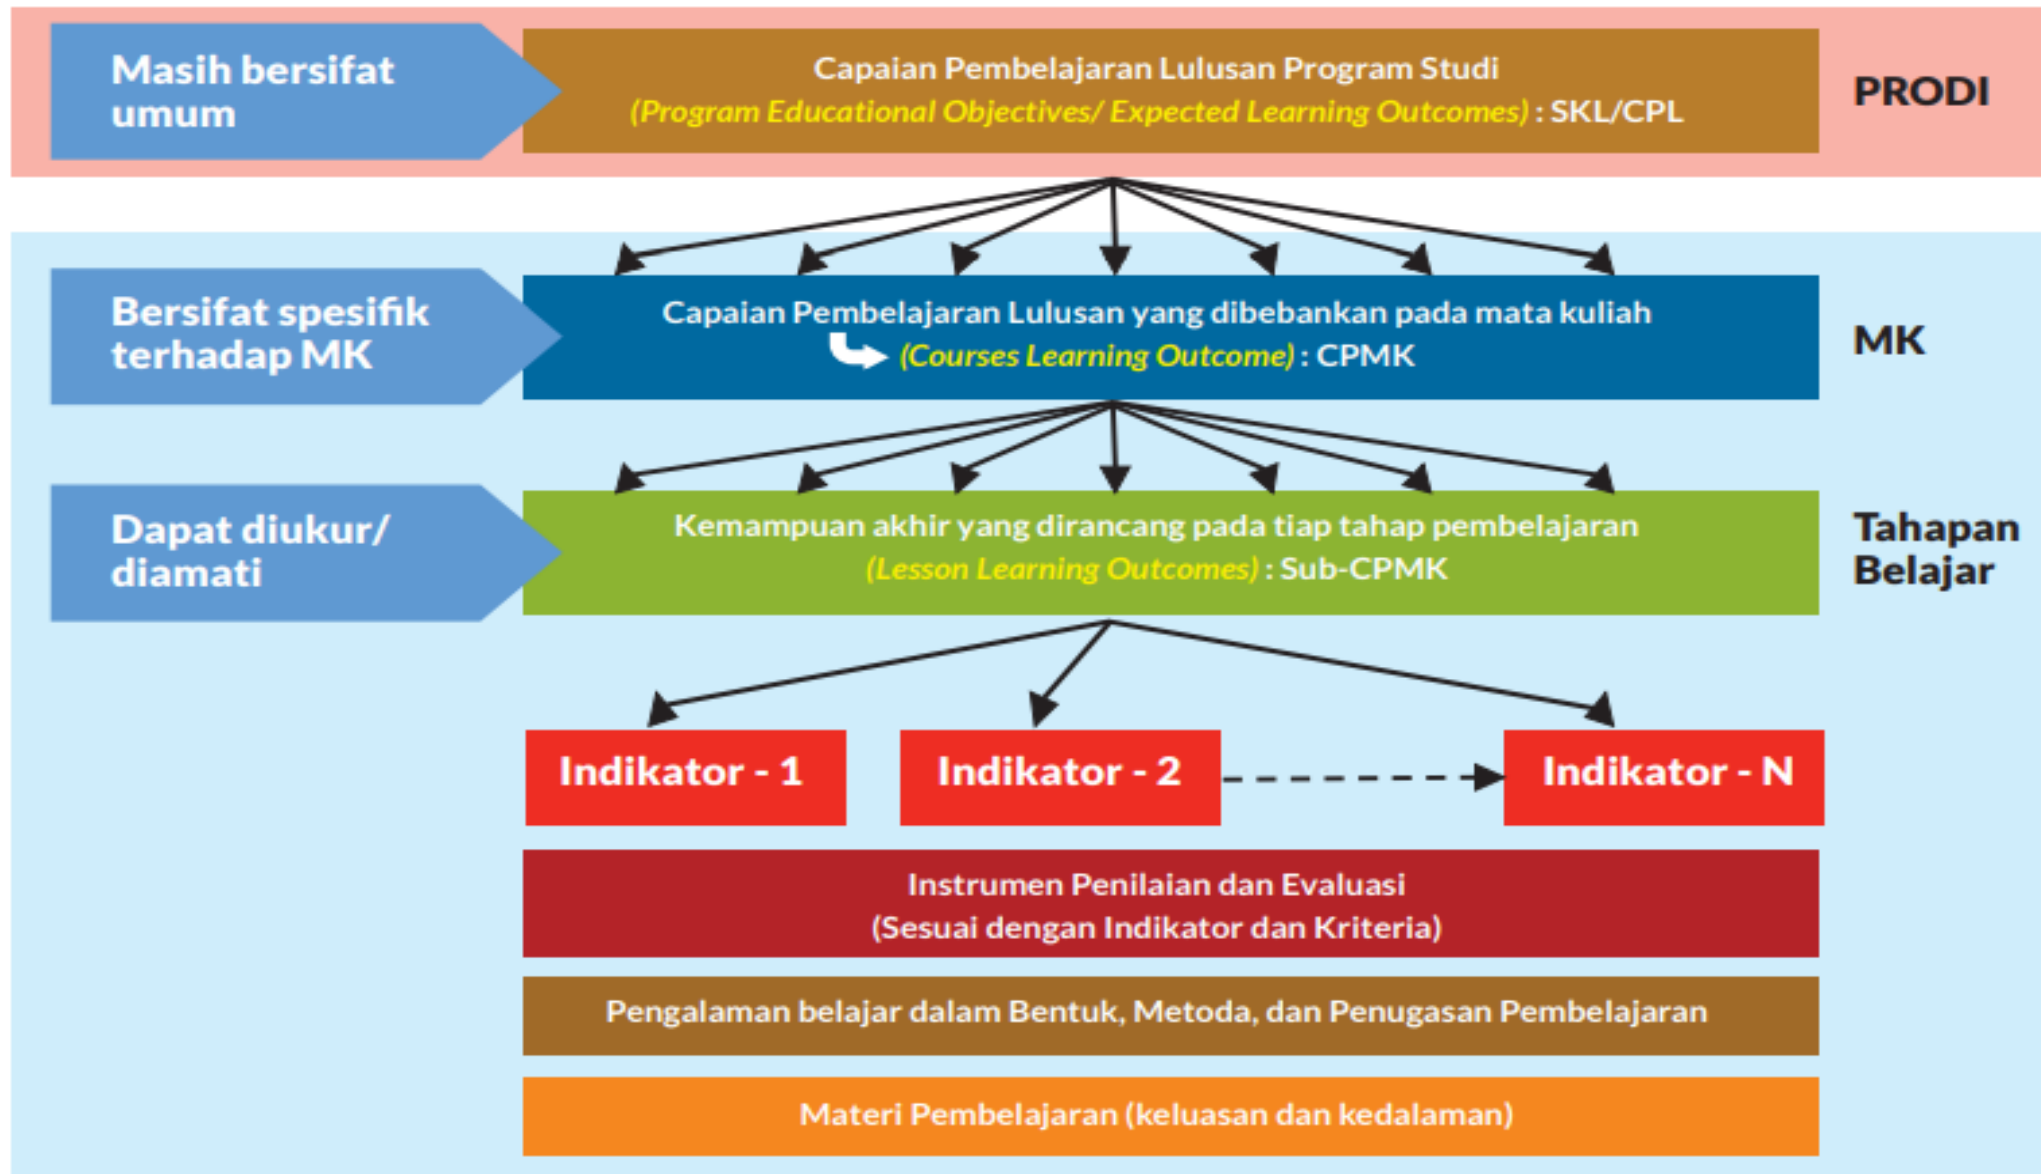 Masih bersifat
umum
Capaian Pembelajaran Lulusan Program Studi
(Program Educational Objectives/ Expected Learning Outcomes) : SKL/CPL
PRODI
Bersifat spesifik
terhadap MK
Capaian Pembelajaran Lulusan yang dibebankan pada mata kuliah
(Courses Learning Outcome) : CPMK
MK
Dapat diukur/
diamati
Kemampuan akhir yang dirancang pada tiap tahap pembelajaran
(Lesson Learning Outcomes) : Sub-CPMK
Tahapan
Belajar
Indikator - 1
Indikator - 2
Indikator - N
Instrumen Penilaian dan Evaluasi
(Sesuai dengan Indikator dan Kriteria)
Pengalaman belajar dalam Bentuk, Metoda, dan Penugasan Pembelajaran
Materi Pembelajaran (keluasan dan kedalaman)